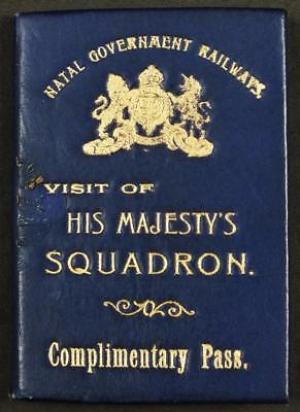 NATAL GOVERNMENT RAILWAYS.
VISIT OF
HIS MAJESTY'S
SQUADRON.
Complimentary Pass.